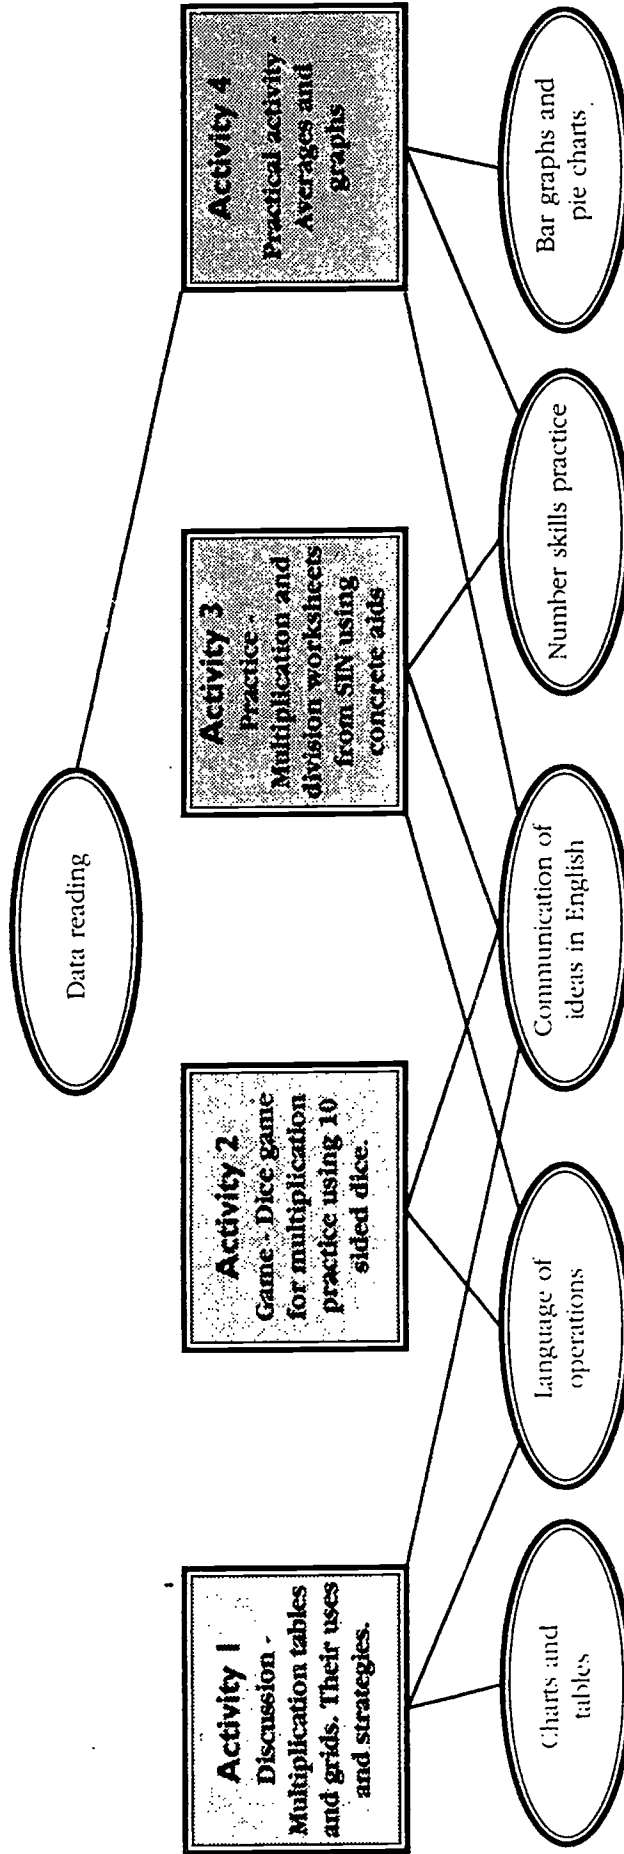 Data reading
Activity 1
Discussion -
Multiplication tables
and grids. Their uses
and strategies.
Activity 2
Game - Dice game
for multiplication
practice using 10
sided dice.
Activity 3
Practice -
Multiplication and
division worksheets
from SIN using
concrete aids
Activity 4
Practical activity -
Averages and
graphs
Charts and
tables
Language of
operations
Communication of
ideas in English
Number skills practice
Bar graphs and
pie charts